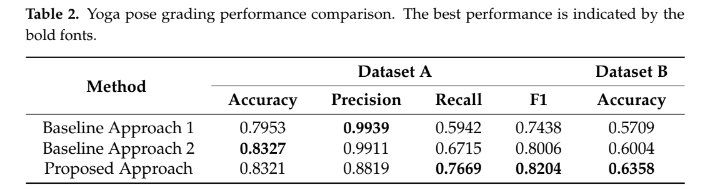 Table 2. Yoga pose grading performance comparison. The best performance is indicated by the
bold fonts.
Method Dataset A Dataset B
Accuracy Precision Recall F1 Accuracy
Baseline Approach 1 0.7953 0.9939 0.5942 0.7438 0.5709
Baseline Approach 2 0.8327 0.9911 0.6715 0.8006 0.6004
Proposed Approach 0.8321 0.8819 0.7669 0.8204 0.6358